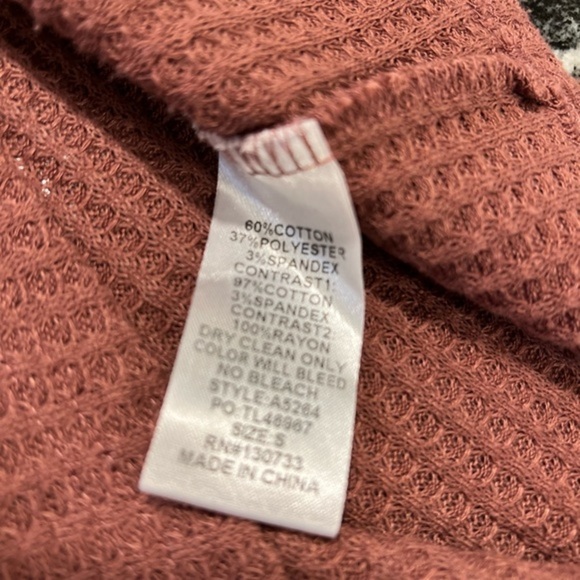 60%COTTON
37%POLYESTER
3%SPANDEX
CONTRAST1:
97%COTTON
3%SPANDEX
CONTRAST2:
100%RAYON
DRY CLEAN ONLY
COLOR WILL BLEED
NO BLEACH
STYLE:A5264
PO:TL46967
SIZE:S
RN#130733
MADE IN CHINA